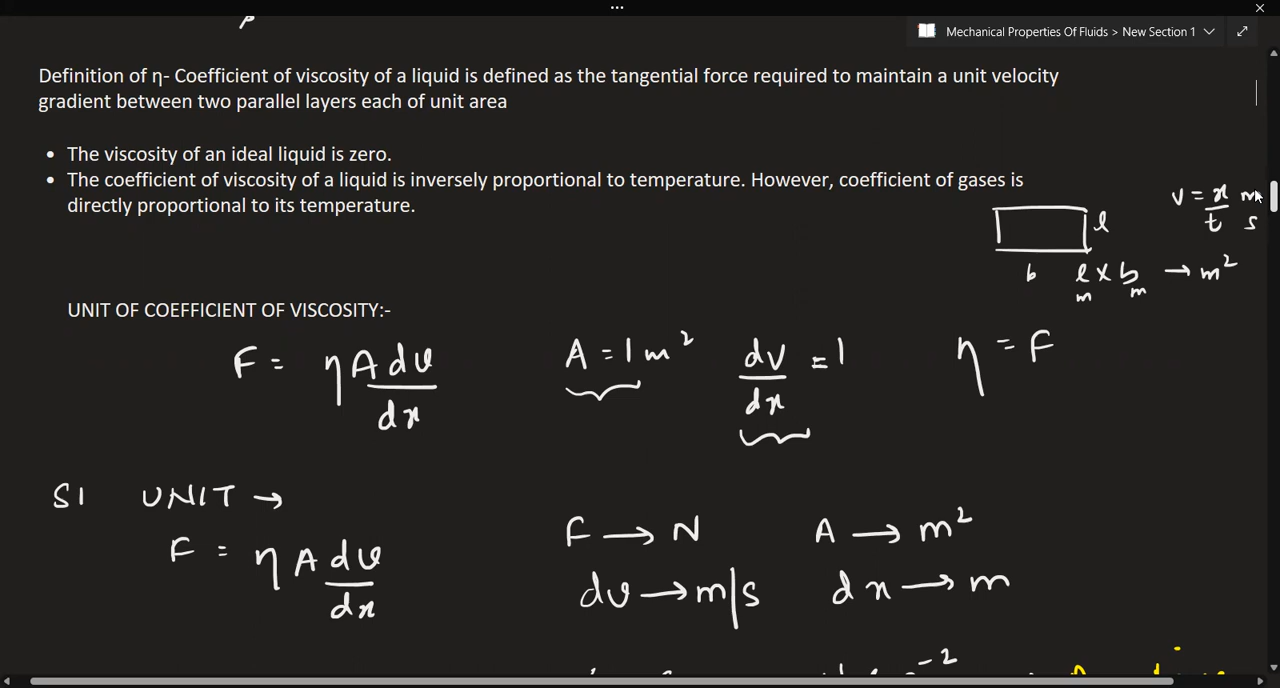 Mechanical Properties Of Fluids > New Section 1
Definition of η- Coefficient of viscosity of a liquid is defined as the tangential force required to maintain a unit velocity
gradient between two parallel layers each of unit area
• The viscosity of an ideal liquid is zero.
• The coefficient of viscosity of a liquid is inversely proportional to temperature. However, coefficient of gases is
directly proportional to its temperature.
v = x/t m/s
l
b l x b → m²
m m
UNIT OF COEFFICIENT OF VISCOSITY:-
F = ηA dv/dx A = 1 m² dv/dx = 1 η = F
SI UNIT →
F = ηA dv/dx
F → N A → m²
dv → m/s dx → m